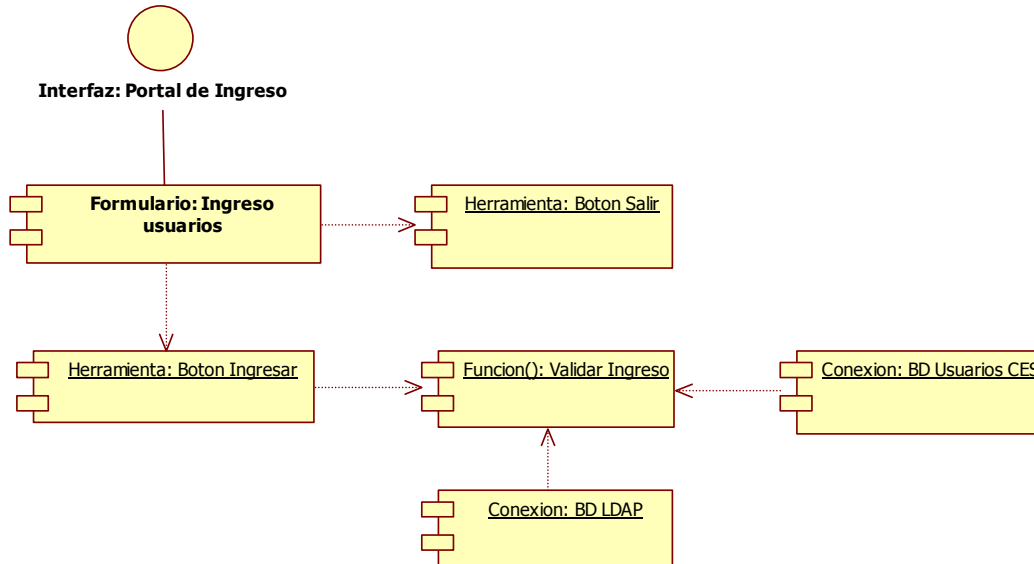 Interfaz: Portal de Ingreso
Formulario: Ingreso
usuarios
Herramienta: Boton Salir
Herramienta: Boton Ingresar
Funcion(): Validar Ingreso
Conexion: BD Usuarios CES
Conexion: BD LDAP